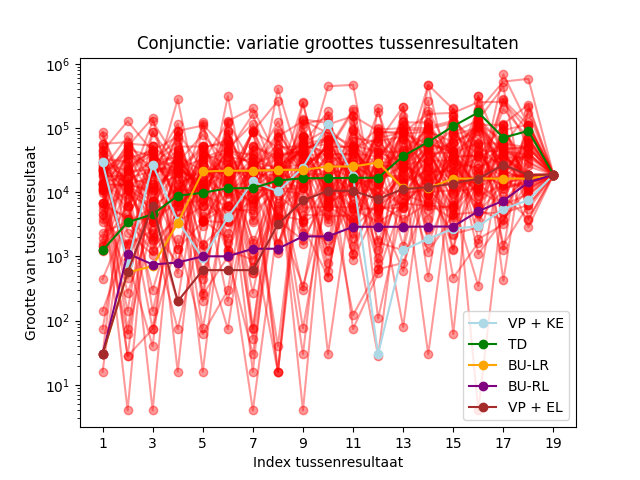 Conjunctie: variatie groottes tussenresultaten
Grootte van tussenresultaat
10^6
10^5
10^4
10^3
10^2
10^1
VP + KE
TD
BU-LR
BU-RL
VP + EL
1 3 5 7 9 11 13 15 17 19
Index tussenresultaat